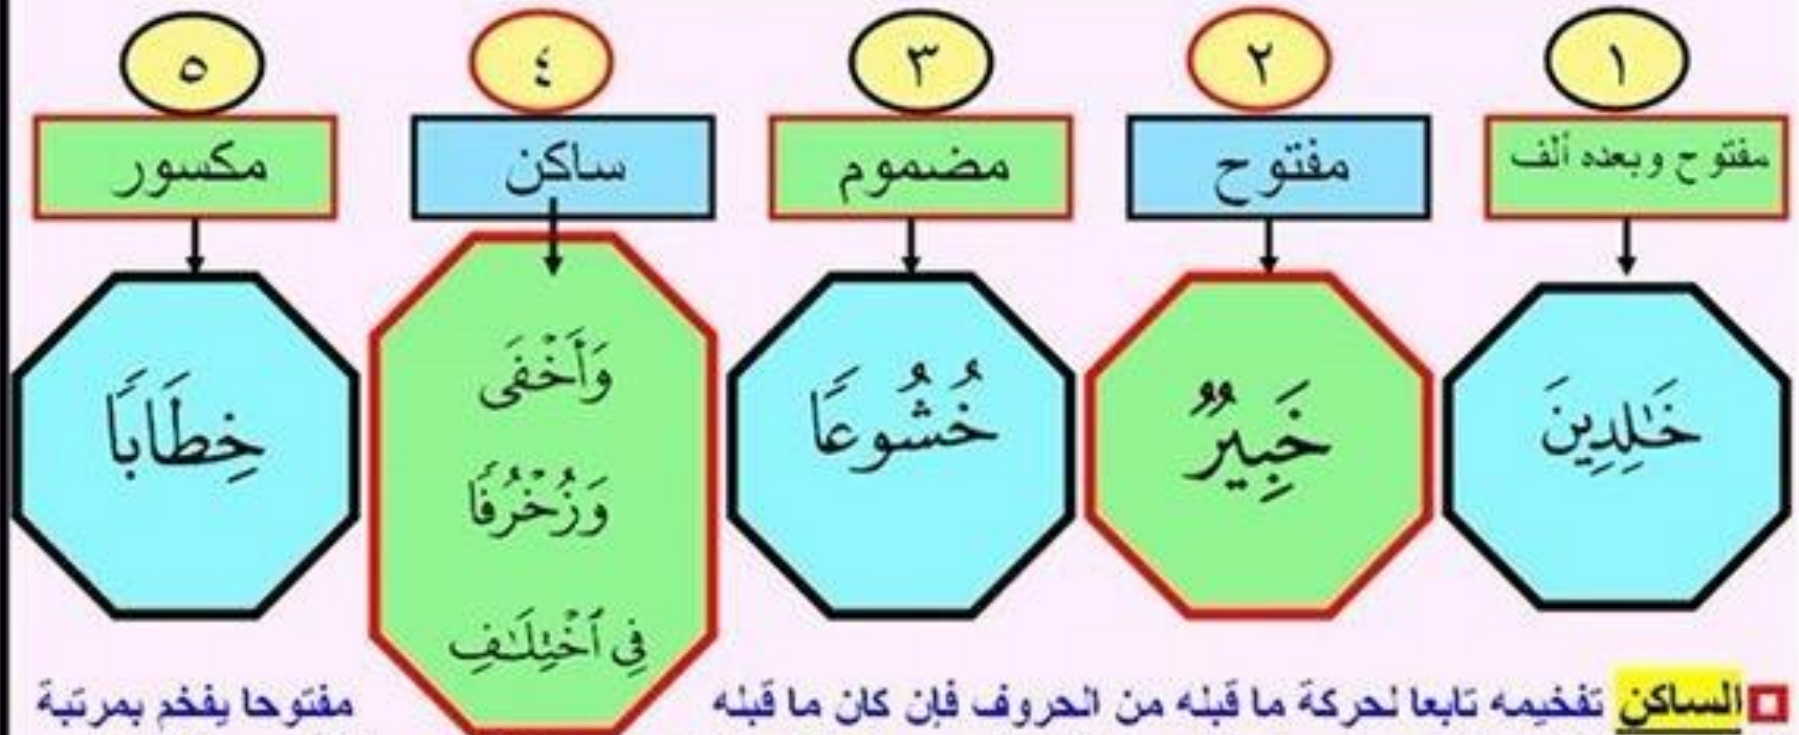 ١ ٢ ٣ ٤ ٥
مفتوح وبعده ألف مفتوح مضموم ساكن مكسور
خَـٰلِدِينَ خَبِيرٌ خُشُوعًا وَأَخْفَى خِطَابًا
وَزُخْرُفًا
فِي ٱخْتِلَـٰفِ
الساكن تفخيمه تابعا لحركة ما قبله من الحروف فإن كان ما قبله مفتوحا يفخم بمرتبة